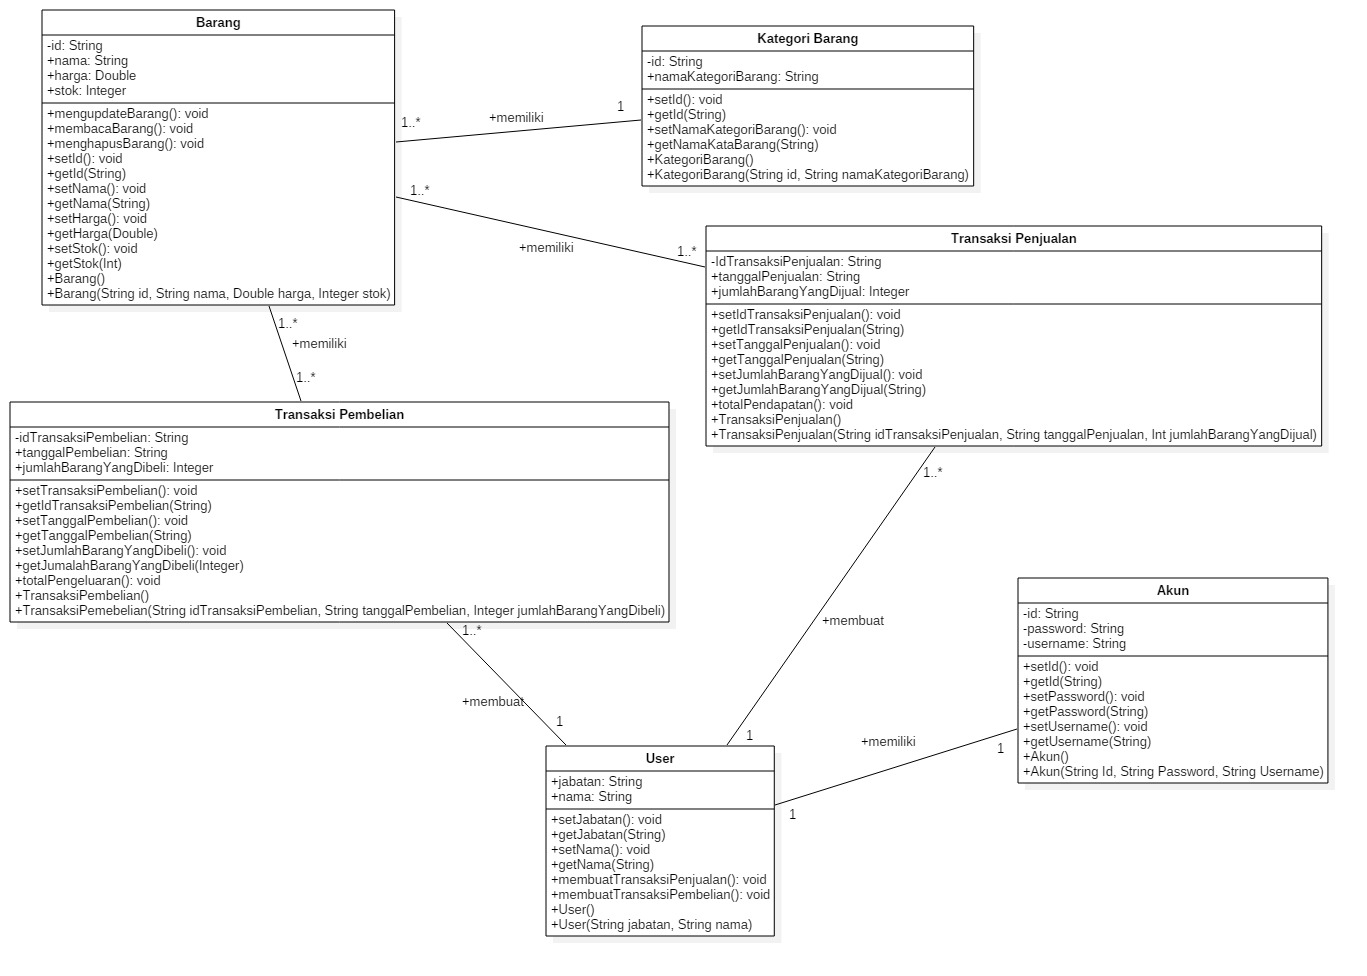 Barang
-id: String
+nama: String
+harga: Double
+stok: Integer
+mengupdateBarang(): void
+membacaBarang(): void
+menghapusBarang(): void
+setId(): void
+getId(String)
+setNama(): void
+getNama(String)
+setHarga(): void
+getHarga(Double)
+setStok(): void
+getStok(Int)
+Barang()
+Barang(String id, String nama, Double harga, Integer stok)
1..*
+memiliki
1
Kategori Barang
-id: String
+namaKategoriBarang: String
+setId(): void
+getId(String)
+setNamaKategoriBarang(): void
+getNamaKataBarang(String)
+KategoriBarang()
+KategoriBarang(String id, String namaKategoriBarang)
1..*
+memiliki
1..*
Transaksi Penjualan
-IdTransaksiPenjualan: String
+tanggalPenjualan: String
+jumlahBarangYangDijual: Integer
+setIdTransaksiPenjualan(): void
+getIdTransaksiPenjualan(String)
+setTanggalPenjualan(): void
+getTanggalPenjualan(String)
+setJumlahBarangYangDijual(): void
+getJumlahBarangYangDijual(String)
+totalPendapatan(): void
+TransaksiPenjualan()
+TransaksiPenjualan(String idTransaksiPenjualan, String tanggalPenjualan, Int jumlahBarangYangDijual)
1..*
+memiliki
1..*
Transaksi Pembelian
-idTransaksiPembelian: String
+tanggalPembelian: String
+jumlahBarangYangDibeli: Integer
+setTransaksiPembelian(): void
+getIdTransaksiPembelian(String)
+setTanggalPembelian(): void
+getTanggalPembelian(String)
+setJumlahBarangYangDibeli(): void
+getJumalahBarangYangDibeli(Integer)
+totalPengeluaran(): void
+TransaksiPembelian()
+TransaksiPemebelian(String idTransaksiPembelian, String tanggalPembelian, Integer jumlahBarangYangDibeli)
1..*
+membuat
1
1..*
+membuat
1
Akun
-id: String
-password: String
-username: String
+setId(): void
+getId(String)
+setPassword(): void
+getPassword(String)
+setUsername(): void
+getUsername(String)
+Akun()
+Akun(String Id, String Password, String Username)
+memiliki
1
1
User
+jabatan: String
+nama: String
+setJabatan(): void
+getJabatan(String)
+setNama(): void
+getNama(String)
+membuatTransaksiPenjualan(): void
+membuatTransaksiPembelian(): void
+User()
+User(String jabatan, String nama)